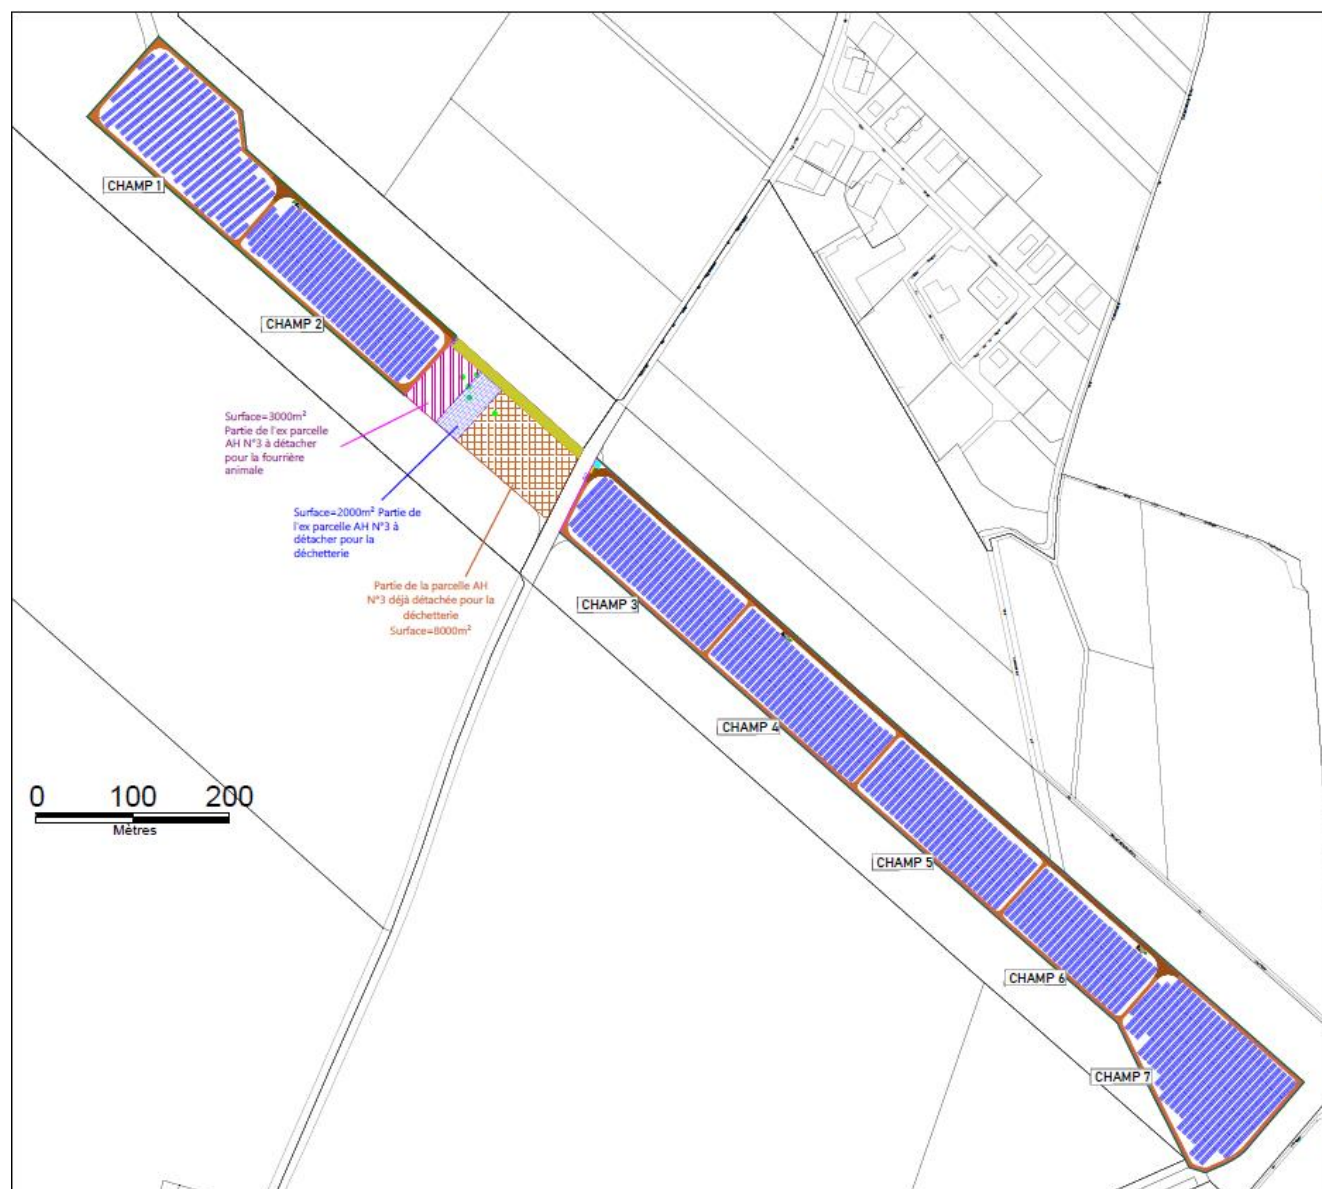 CHAMP 1
CHAMP 2
Surface=3000m²
Partie de l'ex parcelle
AH N°3 à détacher
pour la fourrière
animale
Surface=2000m² Partie de
l'ex parcelle AH N°3 à
détacher pour la
déchetterie
Partie de la parcelle AH
N°3 déjà détachée pour la
déchetterie
Surface=8000m²
CHAMP 3
CHAMP 4
0 100 200
Mètres
CHAMP 5
CHAMP 6
CHAMP 7